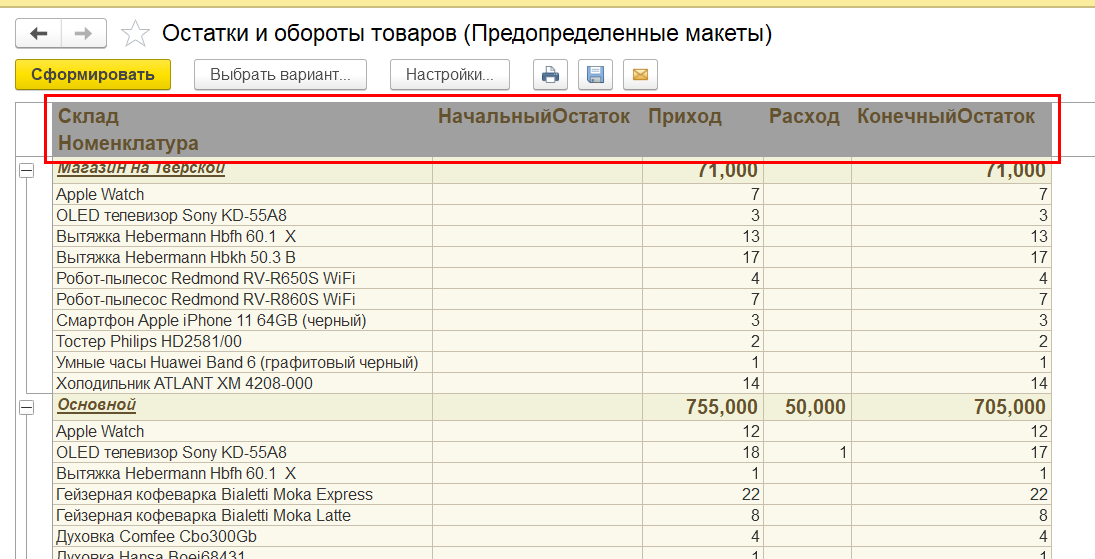 Остатки и обороты товаров (Предопределенные макеты)
Сформировать Выбрать вариант... Настройки...
Склад НачальныйОстаток Приход Расход КонечныйОстаток
Номенклатура
Магазин на Тверской 71,000 71,000
Apple Watch 7 7
OLED телевизор Sony KD-55A8 3 3
Вытяжка Hebermann Hbfh 60.1 X 13 13
Вытяжка Hebermann Hbkh 50.3 B 17 17
Робот-пылесос Redmond RV-R650S WiFi 4 4
Робот-пылесос Redmond RV-R860S WiFi 7 7
Смартфон Apple iPhone 11 64GB (черный) 3 3
Тостер Philips HD2581/00 2 2
Умные часы Huawei Band 6 (графитовый черный) 1 1
Холодильник ATLANT ХМ 4208-000 14 14
Основной 755,000 50,000 705,000
Apple Watch 12 12
OLED телевизор Sony KD-55A8 18 1 17
Вытяжка Hebermann Hbfh 60.1 X 1 1
Гейзерная кофеварка Bialetti Moka Express 22 22
Гейзерная кофеварка Bialetti Moka Latte 8 8
Духовка Comfee Cbo300Gb 4 4
Духовка Hansa Boei68431 1 1